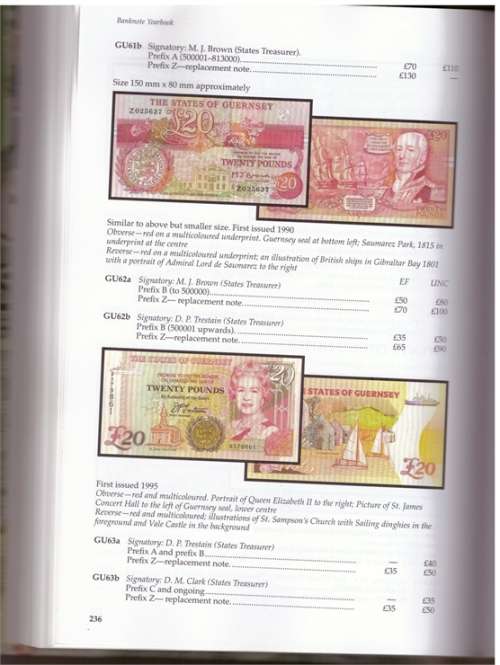 Banknote Yearbook
GU61b Signatory: M. J. Brown (States Treasurer).
Prefix A (500001–813000)... £70 £110
Prefix Z—replacement note... £130 —
Size 150 mm x 80 mm approximately
THE STATES OF GUERNSEY
Z025627
£20
TWENTY POUNDS
Z025627
£20
£20
Similar to above but smaller size. First issued 1990
Obverse—red on a multicoloured underprint. Guernsey seal at bottom left; Saumarez Park, 1815 in
underprint at the centre
Reverse—red on a multicoloured underprint; an illustration of British ships in Gibraltar Bay 1801
with a portrait of Admiral Lord de Saumarez to the right
EF UNC
GU62a Signatory: M. J. Brown (States Treasurer)
Prefix B (to 500000)... £50 £80
Prefix Z— replacement note... £70 £100
GU62b Signatory: D. P. Trestain (States Treasurer)
Prefix B (500001 upwards)... £35 £50
Prefix Z—replacement note... £65 £90
THE STATES OF GUERNSEY
20
TWENTY POUNDS
£20
STATES OF GUERNSEY
£20
First issued 1995
Obverse—red and multicoloured. Portrait of Queen Elizabeth II to the right; Picture of St. James
Concert Hall to the left of Guernsey seal, lower centre
Reverse—red and multicoloured; illustrations of St. Sampson's Church with Sailing dinghies in the
foreground and Vale Castle in the background
GU63a Signatory: D. P. Trestain (States Treasurer)
Prefix A and prefix B... — £40
Prefix Z— replacement note... £35 £50
GU63b Signatory: D. M. Clark (States Treasurer)
Prefix C and ongoing... — £35
Prefix Z— replacement note... £35 £50
236